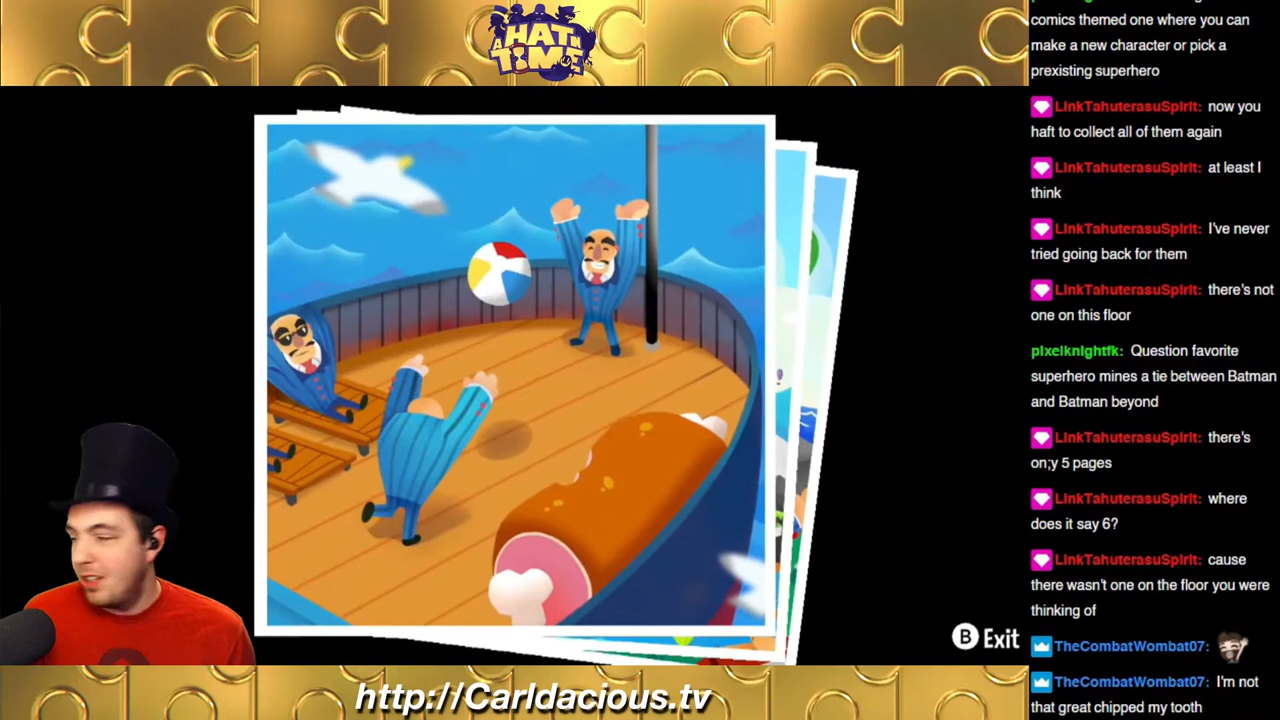 A HAT IN TIME
comics themed one where you can
make a new character or pick a
prexisting superhero
LinkTahuterasuSpirit: now you
haft to collect all of them again
LinkTahuterasuSpirit: at least I
think
LinkTahuterasuSpirit: I've never
tried going back for them
LinkTahuterasuSpirit: there's not
one on this floor
pixelknightfk: Question favorite
superhero mines a tie between Batman
and Batman beyond
LinkTahuterasuSpirit: there's
on;y 5 pages
LinkTahuterasuSpirit: where
does it say 6?
LinkTahuterasuSpirit: cause
there wasn't one on the floor you were
thinking of
TheCombatWombat07:
TheCombatWombat07: I'm not
that great chipped my tooth
B Exit
http://Carldacious.tv